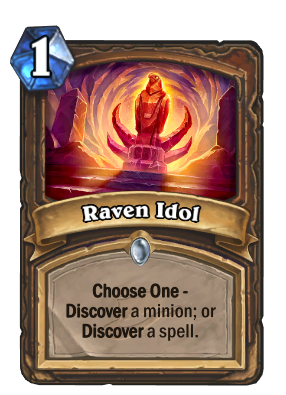 1
Raven Idol
Choose One -
Discover a minion; or
Discover a spell.